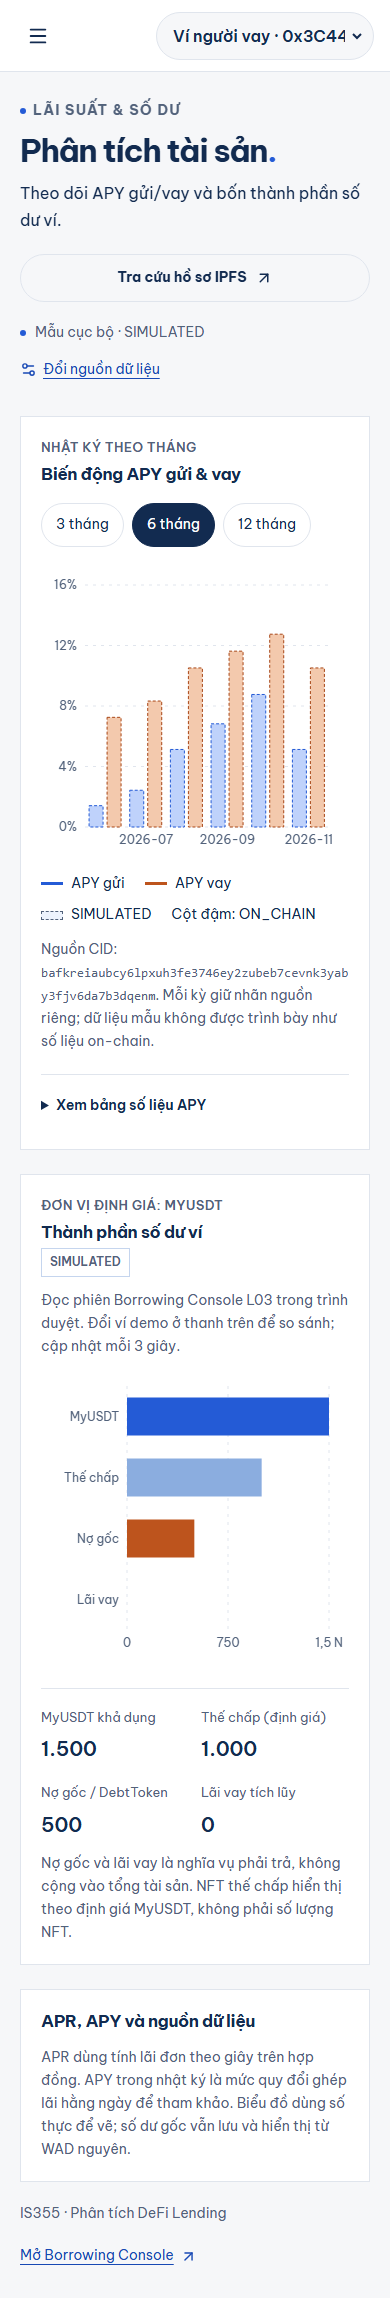 Ví người vay · 0x3C44
LÃI SUẤT & SỐ DƯ
Phân tích tài sản.
Theo dõi APY gửi/vay và bốn thành phần số
dư ví.
Tra cứu hồ sơ IPFS
Mẫu cục bộ · SIMULATED
Đổi nguồn dữ liệu
NHẬT KÝ THEO THÁNG
Biến động APY gửi & vay
3 tháng 6 tháng 12 tháng
16%
12%
8%
4%
0%
2026-07 2026-09 2026-11
APY gửi APY vay
SIMULATED Cột đậm: ON_CHAIN
Nguồn CID:
bafkreiaubcy6lpxuh3fe3746ey2zubeb7cevnk3yab
y3fjv6da7b3dqenm. Mỗi kỳ giữ nhãn nguồn
riêng; dữ liệu mẫu không được trình bày như
số liệu on-chain.
Xem bảng số liệu APY
ĐƠN VỊ ĐỊNH GIÁ: MYUSDT
Thành phần số dư ví
SIMULATED
Đọc phiên Borrowing Console L03 trong trình
duyệt. Đổi ví demo ở thanh trên để so sánh;
cập nhật mỗi 3 giây.
MyUSDT
Thế chấp
Nợ gốc
Lãi vay
0 750 1,5 N
MyUSDT khả dụng Thế chấp (định giá)
1.500 1.000
Nợ gốc / DebtToken Lãi vay tích lũy
500 0
Nợ gốc và lãi vay là nghĩa vụ phải trả, không
cộng vào tổng tài sản. NFT thế chấp hiển thị
theo định giá MyUSDT, không phải số lượng
NFT.
APR, APY và nguồn dữ liệu
APR dùng tính lãi đơn theo giây trên hợp
đồng. APY trong nhật ký là mức quy đổi ghép
lãi hằng ngày để tham khảo. Biểu đồ dùng số
thực để vẽ; số dư gốc vẫn lưu và hiển thị từ
WAD nguyên.
IS355 · Phân tích DeFi Lending
Mở Borrowing Console